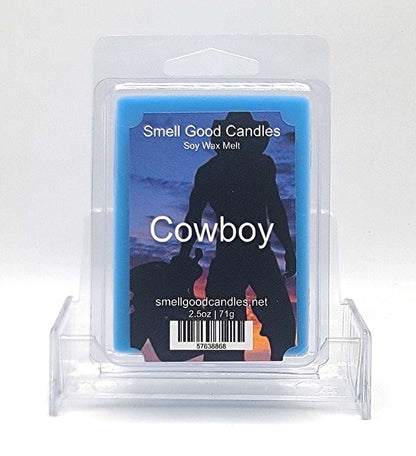 Smell Good Candles
Soy Wax Melt
Cowboy
smellgoodcandles.net
2.5oz | 71g
57638868